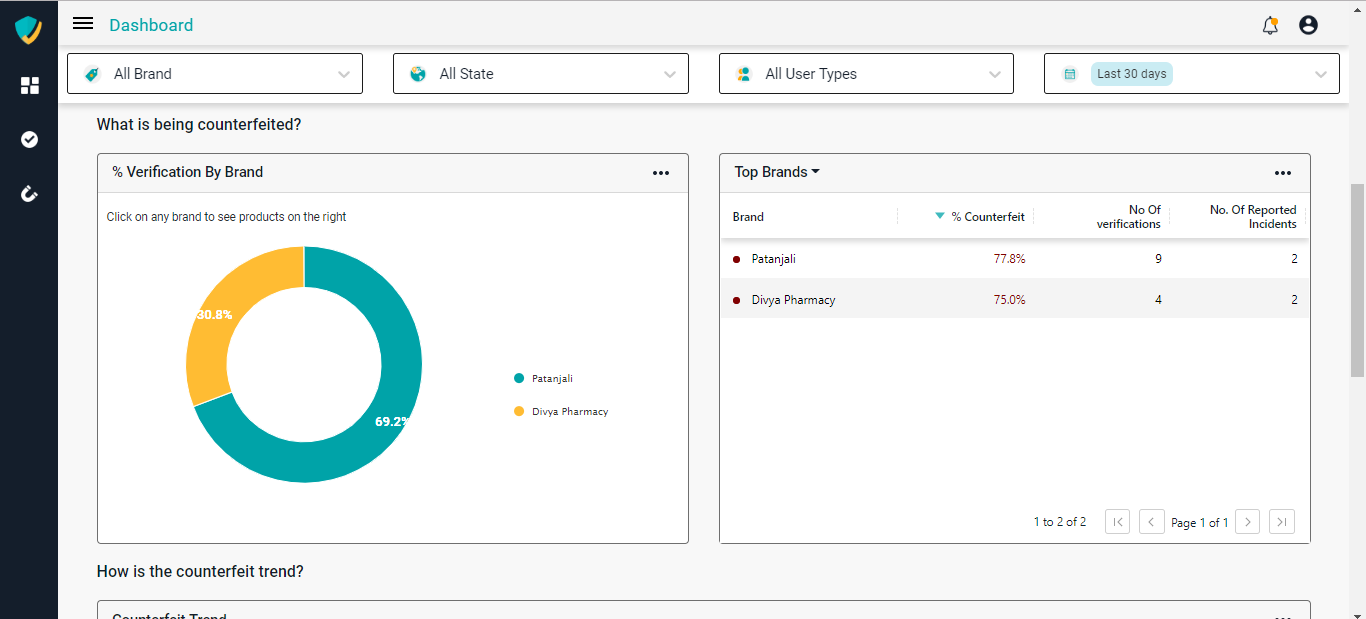 Dashboard
All Brand
All State
All User Types
Last 30 days
What is being counterfeited?
% Verification By Brand
Click on any brand to see products on the right
30.8%
69.2%
Patanjali
Divya Pharmacy
Top Brands
Brand
% Counterfeit
No Of
verifications
No. Of Reported
Incidents
Patanjali 77.8% 9 2
Divya Pharmacy 75.0% 4 2
1 to 2 of 2
Page 1 of 1
How is the counterfeit trend?
Counterfeit Trend